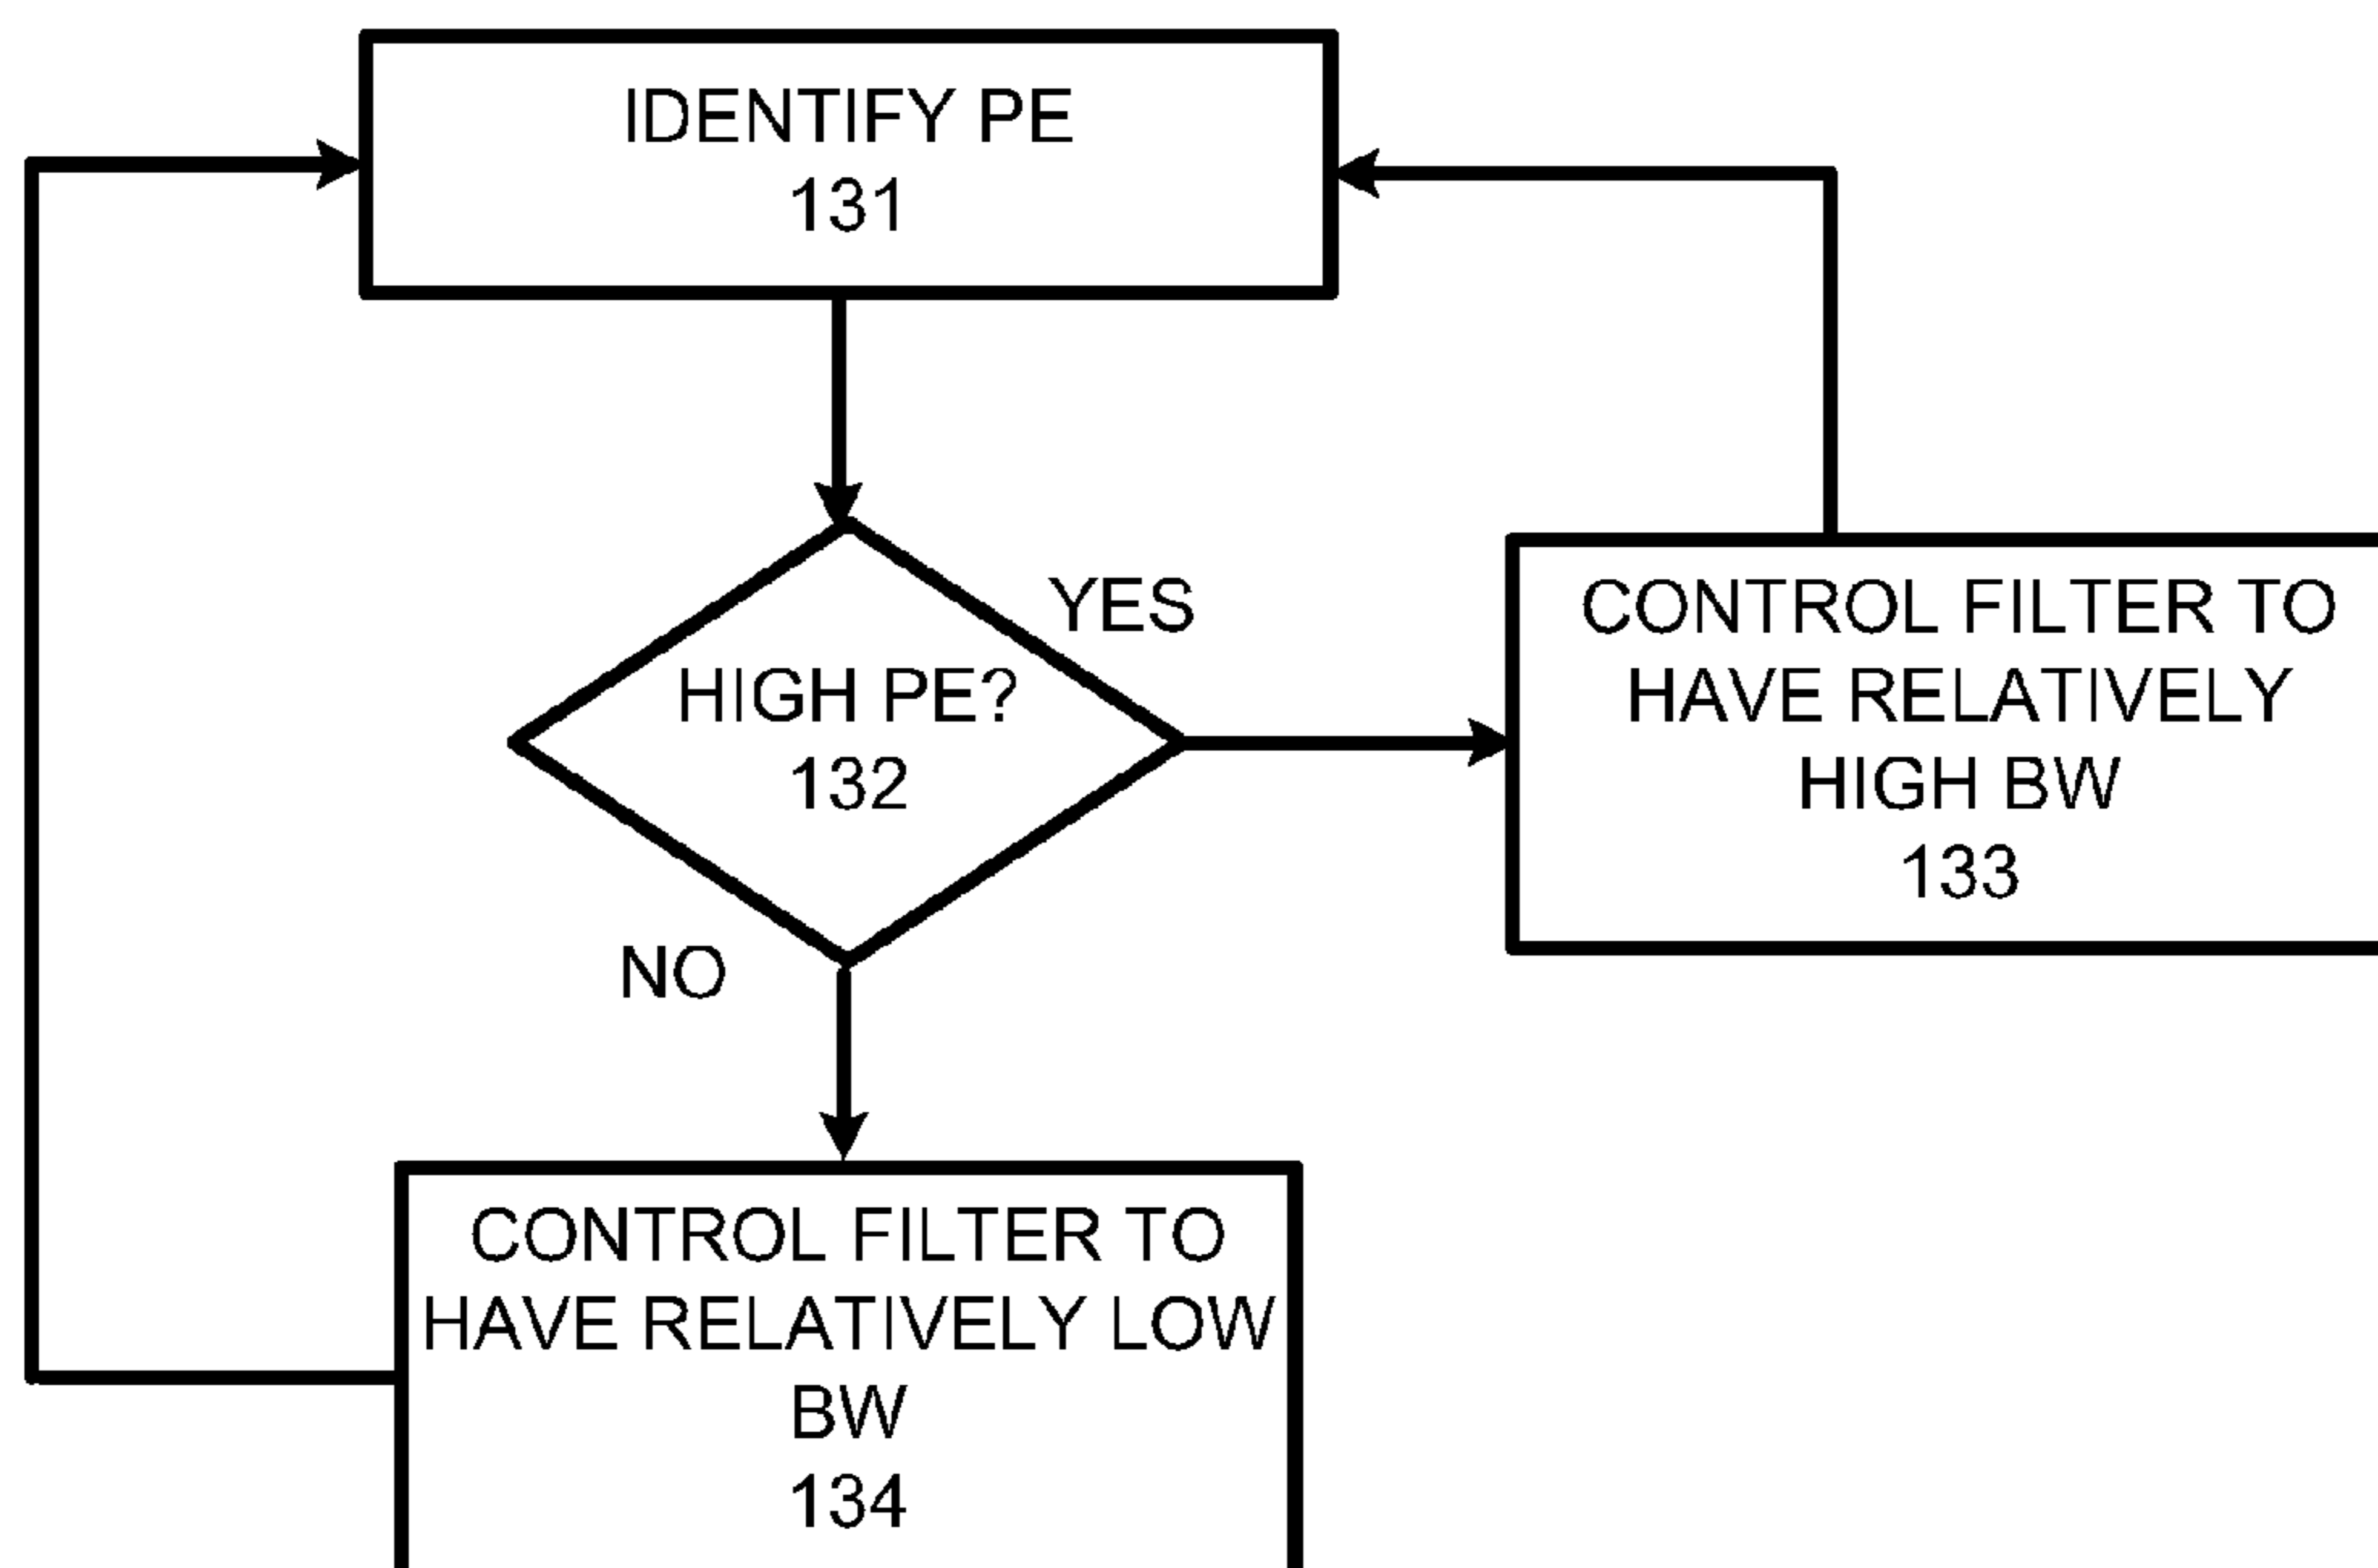 IDENTIFY PE
131
YES
HIGH PE?
132
CONTROL FILTER TO
HAVE RELATIVELY
HIGH BW
133
NO
CONTROL FILTER TO
HAVE RELATIVELY LOW
BW
134